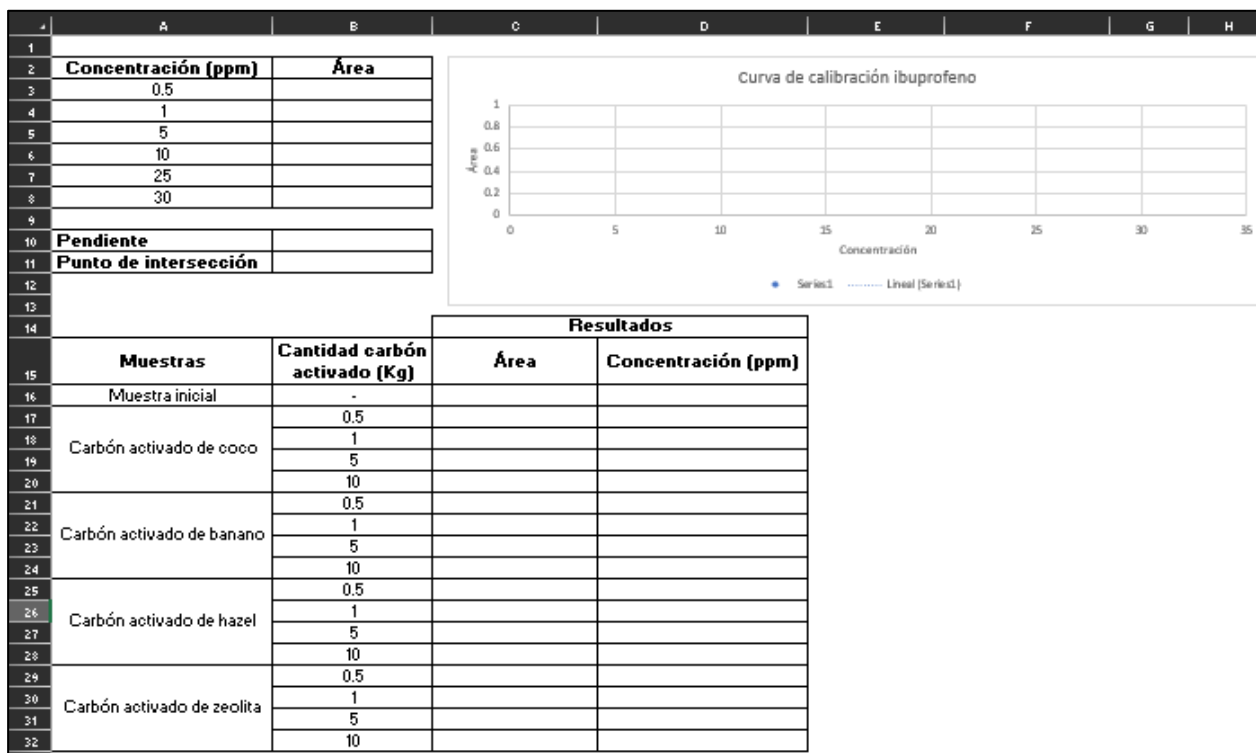 A B C D E F G H
1
2 Concentración (ppm) Área
3 0.5
4 1
5 5
6 10
7 25
8 30
9
10 Pendiente
11 Punto de intersección
12
13
Curva de calibración ibuprofeno
Área
1
0.8
0.6
0.4
0.2
0
0 5 10 15 20 25 30 35
Concentración
Series1 Lineal (Series1)
14 Resultados
15 Muestras Cantidad carbón activado (Kg) Área Concentración (ppm)
16 Muestra inicial -
Carbón activado de coco
17 0.5
18 1
19 5
20 10
Carbón activado de banano
21 0.5
22 1
23 5
24 10
Carbón activado de hazel
25 0.5
26 1
27 5
28 10
Carbón activado de zeolita
29 0.5
30 1
31 5
32 10